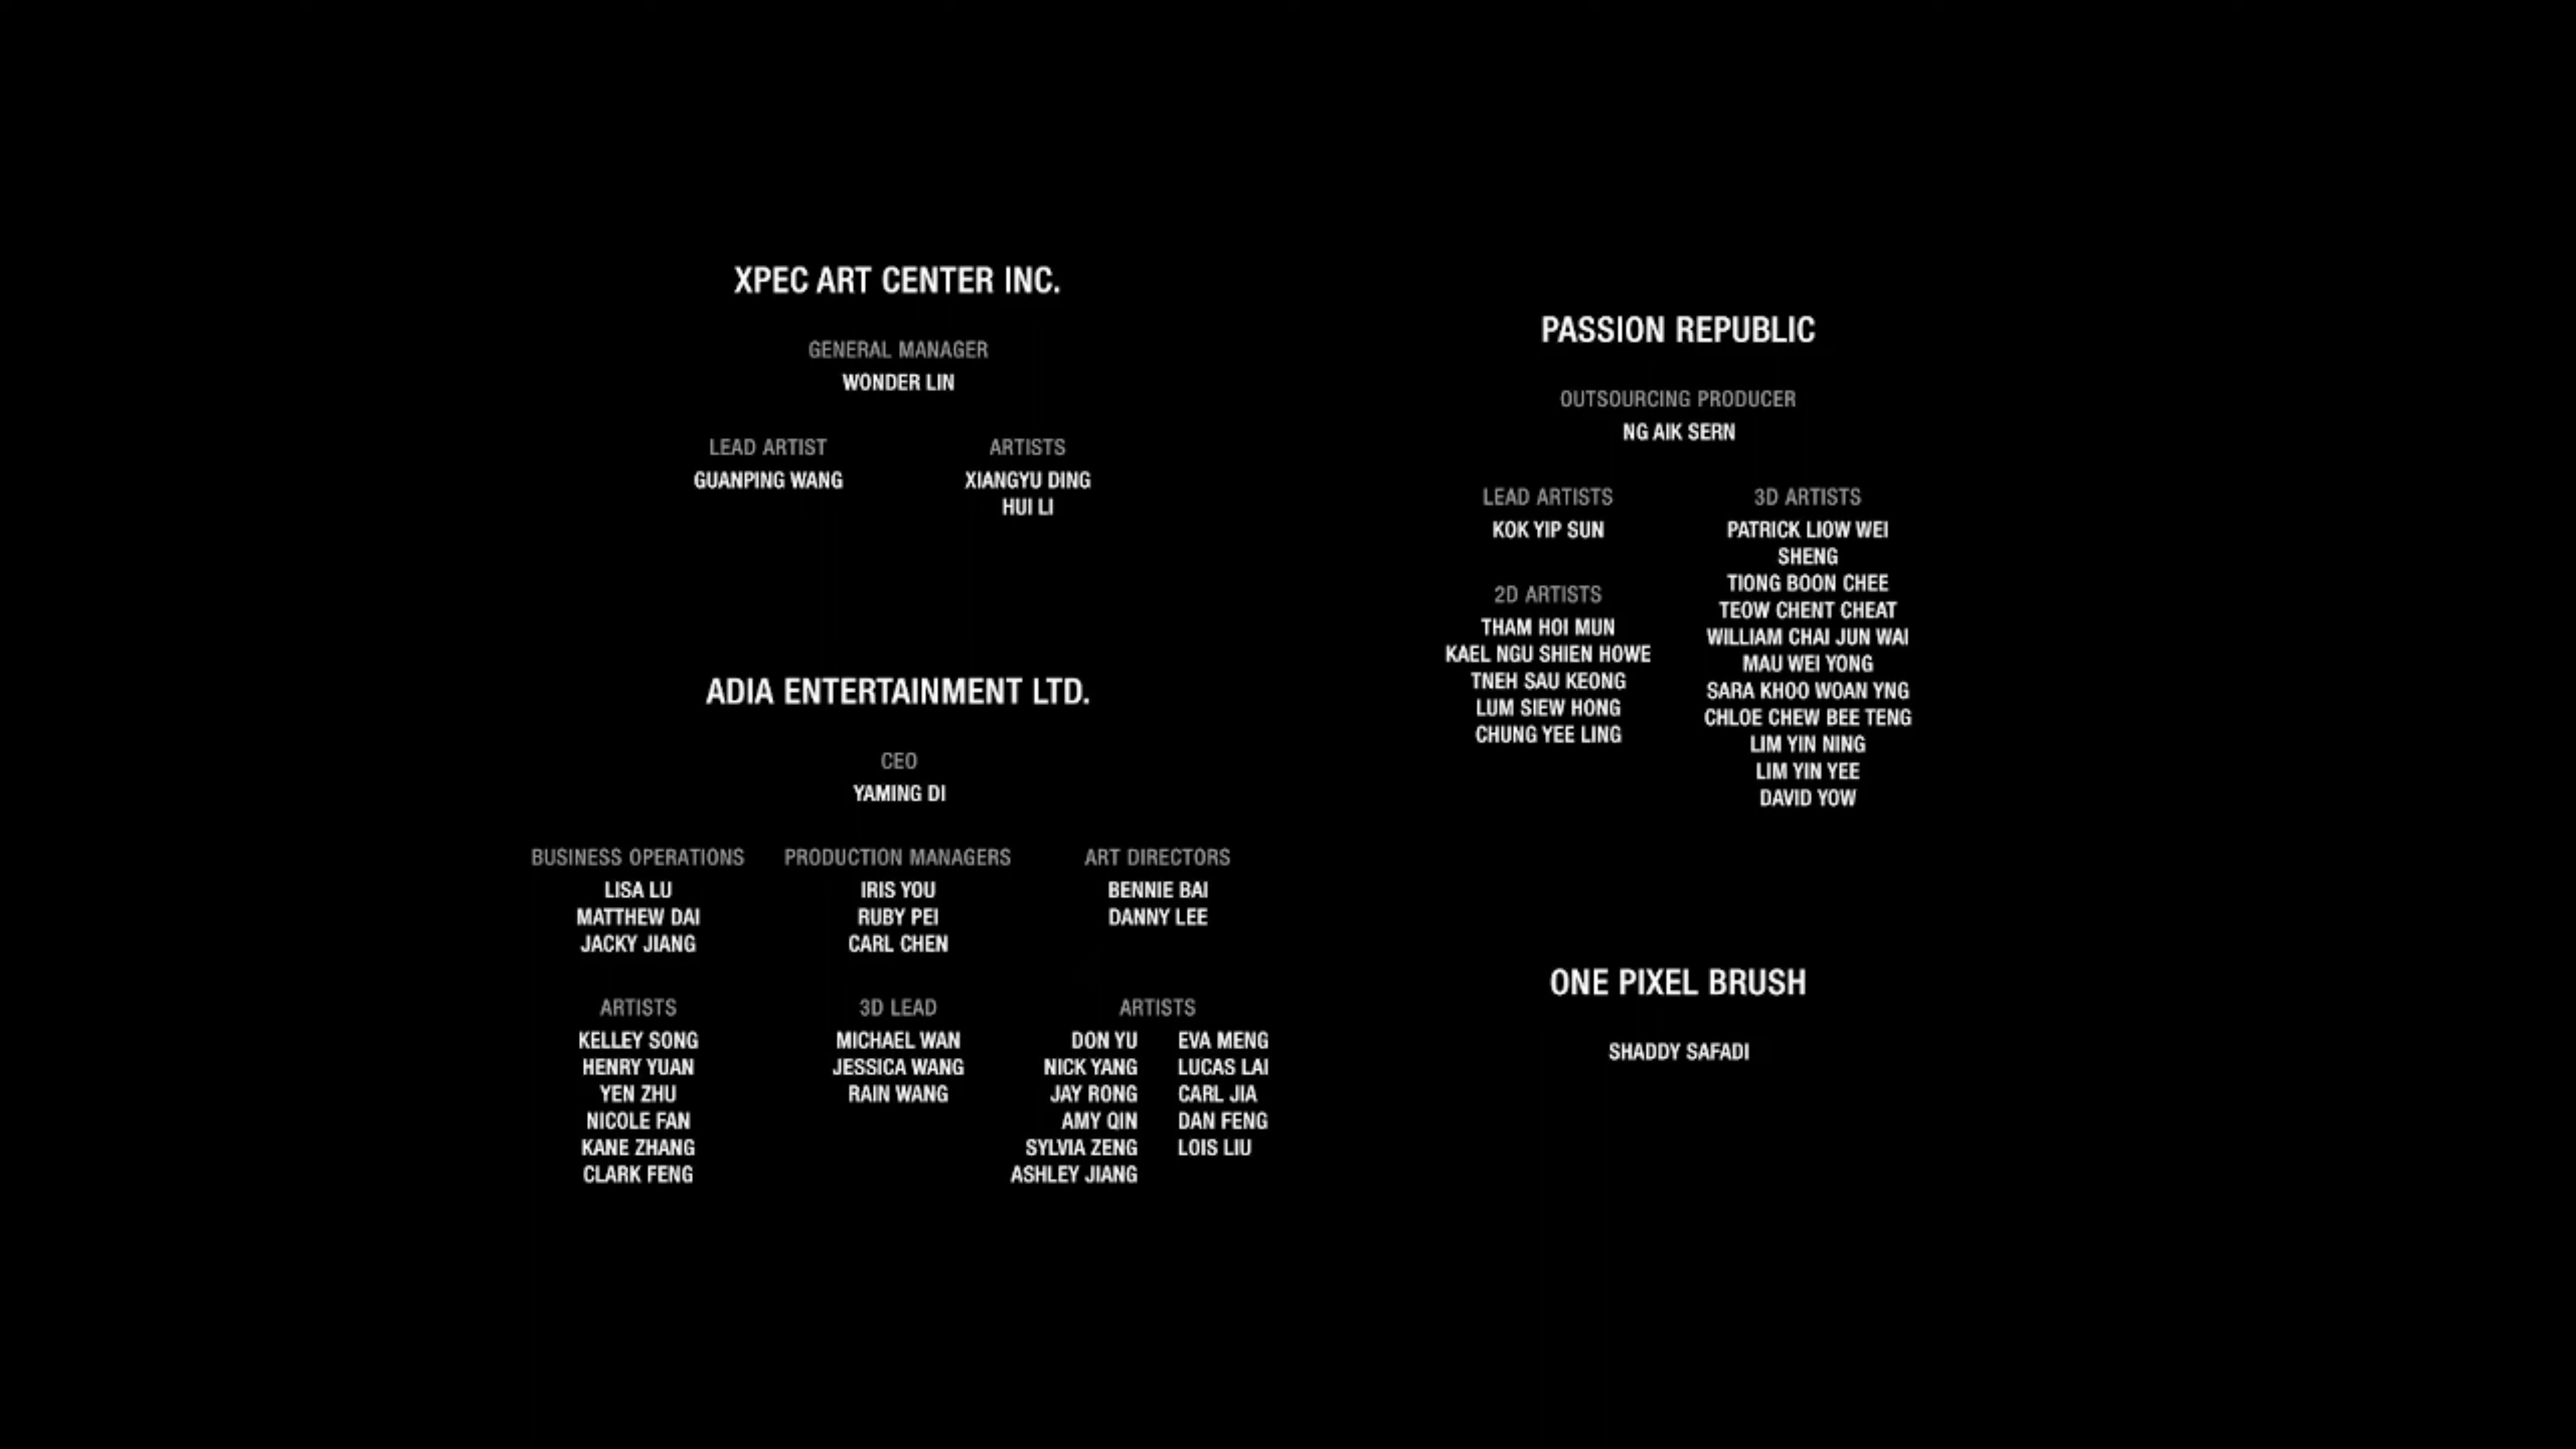 XPEC ART CENTER INC.
GENERAL MANAGER
WONDER LIN
LEAD ARTIST
GUANPING WANG
ARTISTS
XIANGYU DING
HUI LI
ADIA ENTERTAINMENT LTD.
CEO
YAMING DI
BUSINESS OPERATIONS
LISA LU
MATTHEW DAI
JACKY JIANG
PRODUCTION MANAGERS
IRIS YOU
RUBY PEI
CARL CHEN
ART DIRECTORS
BENNIE BAI
DANNY LEE
ARTISTS
KELLEY SONG
HENRY YUAN
YEN ZHU
NICOLE FAN
KANE ZHANG
CLARK FENG
3D LEAD
MICHAEL WAN
JESSICA WANG
RAIN WANG
ARTISTS
DON YU
NICK YANG
JAY RONG
AMY QIN
SYLVIA ZENG
ASHLEY JIANG
EVA MENG
LUCAS LAI
CARL JIA
DAN FENG
LOIS LIU
PASSION REPUBLIC
OUTSOURCING PRODUCER
NG AIK SERN
LEAD ARTISTS
KOK YIP SUN
2D ARTISTS
THAM HOI MUN
KAEL NGU SHIEN HOWE
TNEH SAU KEONG
LUM SIEW HONG
CHUNG YEE LING
3D ARTISTS
PATRICK LIOW WEI
SHENG
TIONG BOON CHEE
TEOW CHENT CHEAT
WILLIAM CHAI JUN WAI
MAU WEI YONG
SARA KHOO WOAN YNG
CHLOE CHEW BEE TENG
LIM YIN NING
LIM YIN YEE
DAVID YOW
ONE PIXEL BRUSH
SHADDY SAFADI